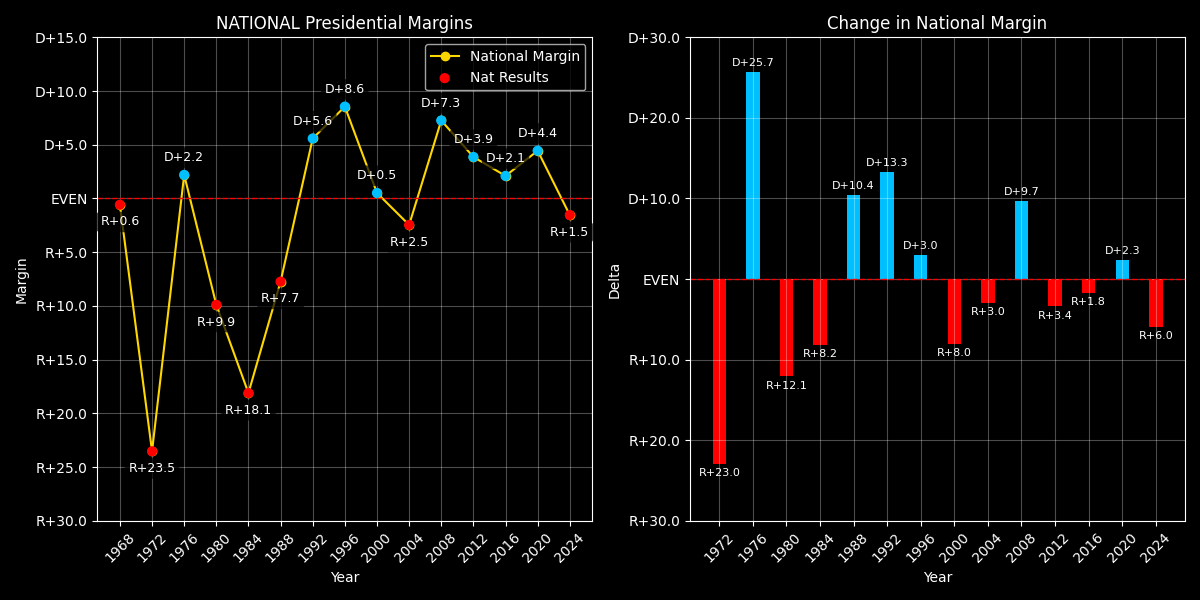 NATIONAL Presidential Margins
D+15.0
D+10.0
D+5.0
EVEN
R+5.0
R+10.0
R+15.0
R+20.0
R+25.0
R+30.0
Margin
National Margin
Nat Results
R+0.6
R+23.5
D+2.2
R+9.9
R+18.1
R+7.7
D+5.6
D+8.6
D+0.5
R+2.5
D+7.3
D+3.9
D+2.1
D+4.4
R+1.5
1968
1972
1976
1980
1984
1988
1992
1996
2000
2004
2008
2012
2016
2020
2024
Year
Change in National Margin
D+30.0
D+20.0
D+10.0
EVEN
R+10.0
R+20.0
R+30.0
Delta
R+23.0
D+25.7
R+12.1
R+8.2
D+10.4
D+13.3
D+3.0
R+8.0
R+3.0
D+9.7
R+3.4
R+1.8
D+2.3
R+6.0
1972
1976
1980
1984
1988
1992
1996
2000
2004
2008
2012
2016
2020
2024
Year